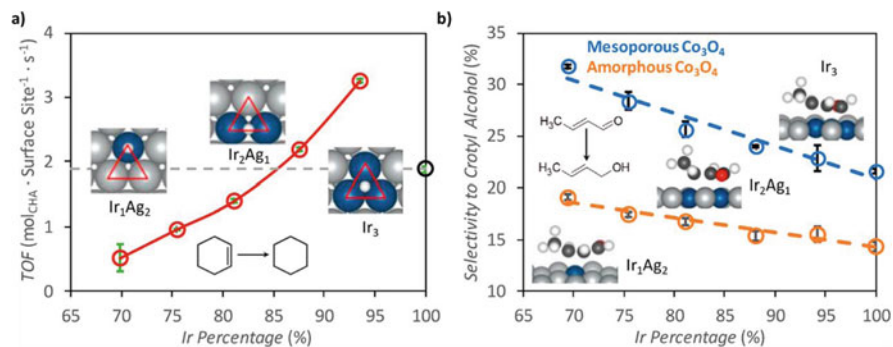 a)
TOF (mol_CHA · Surface Site⁻¹ · s⁻¹)
4
3
2
1
0
Ir₂Ag₁
Ir₁Ag₂
Ir₃
65 70 75 80 85 90 95 100
Ir Percentage (%)
b)
Selectivity to Crotyl Alcohol (%)
35
30
25
20
15
10
Mesoporous Co₃O₄
Amorphous Co₃O₄
H₃C O
H₃C OH
Ir₃
Ir₂Ag₁
Ir₁Ag₂
65 70 75 80 85 90 95 100
Ir Percentage (%)